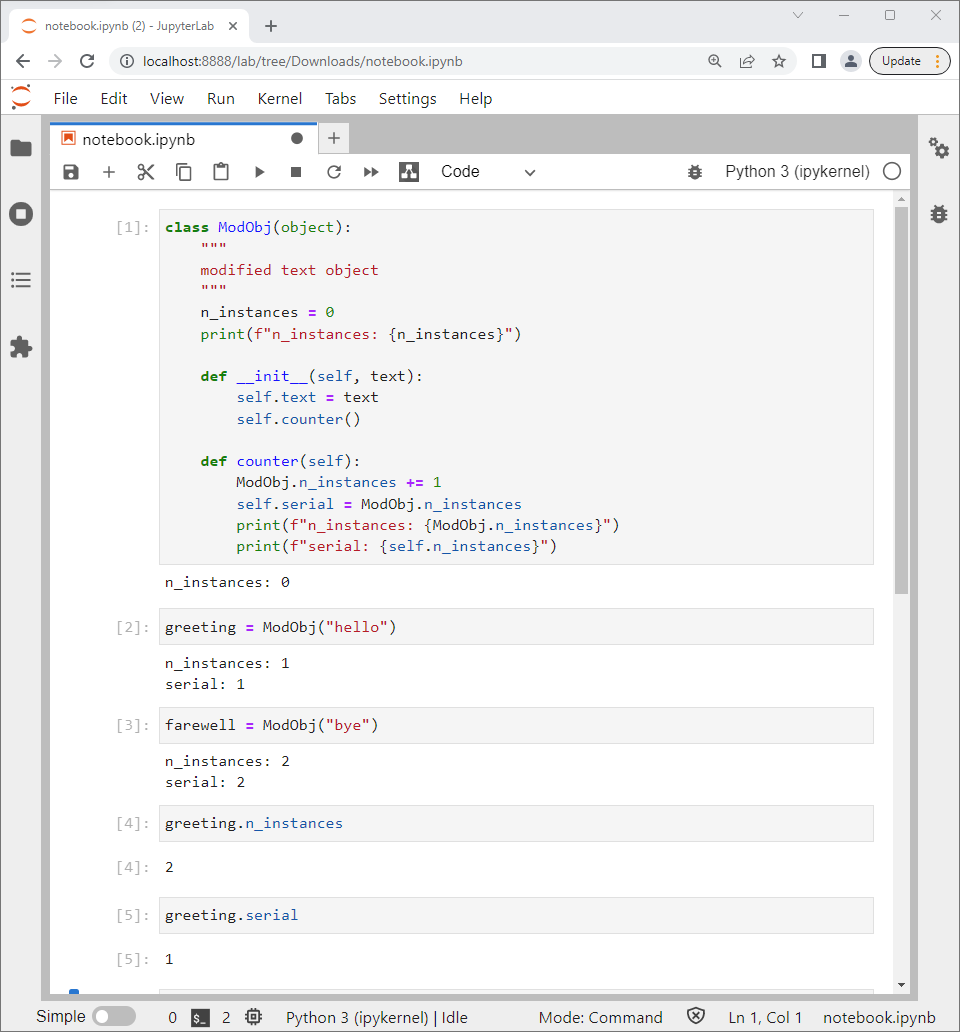 notebook.ipynb (2) - JupyterLab
localhost:8888/lab/tree/Downloads/notebook.ipynb
Update
File Edit View Run Kernel Tabs Settings Help
notebook.ipynb
Code
Python 3 (ipykernel)
[1]: class ModObj(object):
    """
    modified text object
    """
    n_instances = 0
    print(f"n_instances: {n_instances}")

    def __init__(self, text):
        self.text = text
        self.counter()

    def counter(self):
        ModObj.n_instances += 1
        self.serial = ModObj.n_instances
        print(f"n_instances: {ModObj.n_instances}")
        print(f"serial: {self.n_instances}")
n_instances: 0
[2]: greeting = ModObj("hello")
n_instances: 1
serial: 1
[3]: farewell = ModObj("bye")
n_instances: 2
serial: 2
[4]: greeting.n_instances
[4]: 2
[5]: greeting.serial
[5]: 1
Simple 0 $_ 2 Python 3 (ipykernel) | Idle Mode: Command Ln 1, Col 1 notebook.ipynb